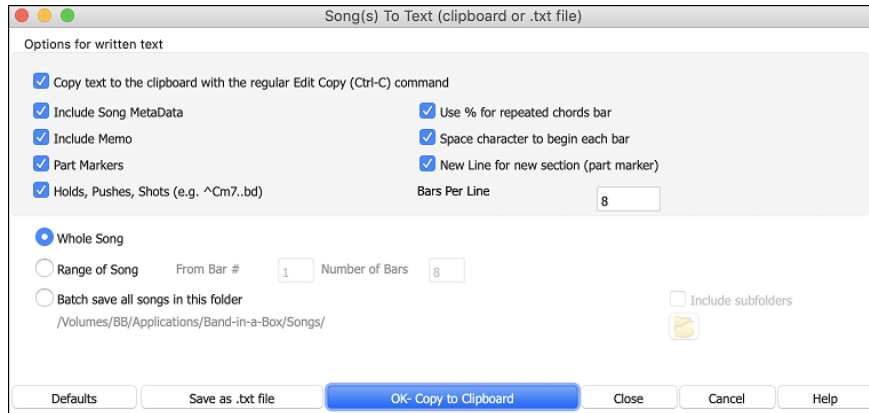 Song(s) To Text (clipboard or .txt file)
Options for written text
Copy text to the clipboard with the regular Edit Copy (Ctrl-C) command
Include Song MetaData
Use % for repeated chords bar
Include Memo
Space character to begin each bar
Part Markers
New Line for new section (part marker)
Holds, Pushes, Shots (e.g. ^Cm7..bd)
Bars Per Line 8
Whole Song
Range of Song From Bar # 1 Number of Bars 8
Batch save all songs in this folder
Include subfolders
/Volumes/BB/Applications/Band-in-a-Box/Songs/
Defaults Save as .txt file OK- Copy to Clipboard Close Cancel Help